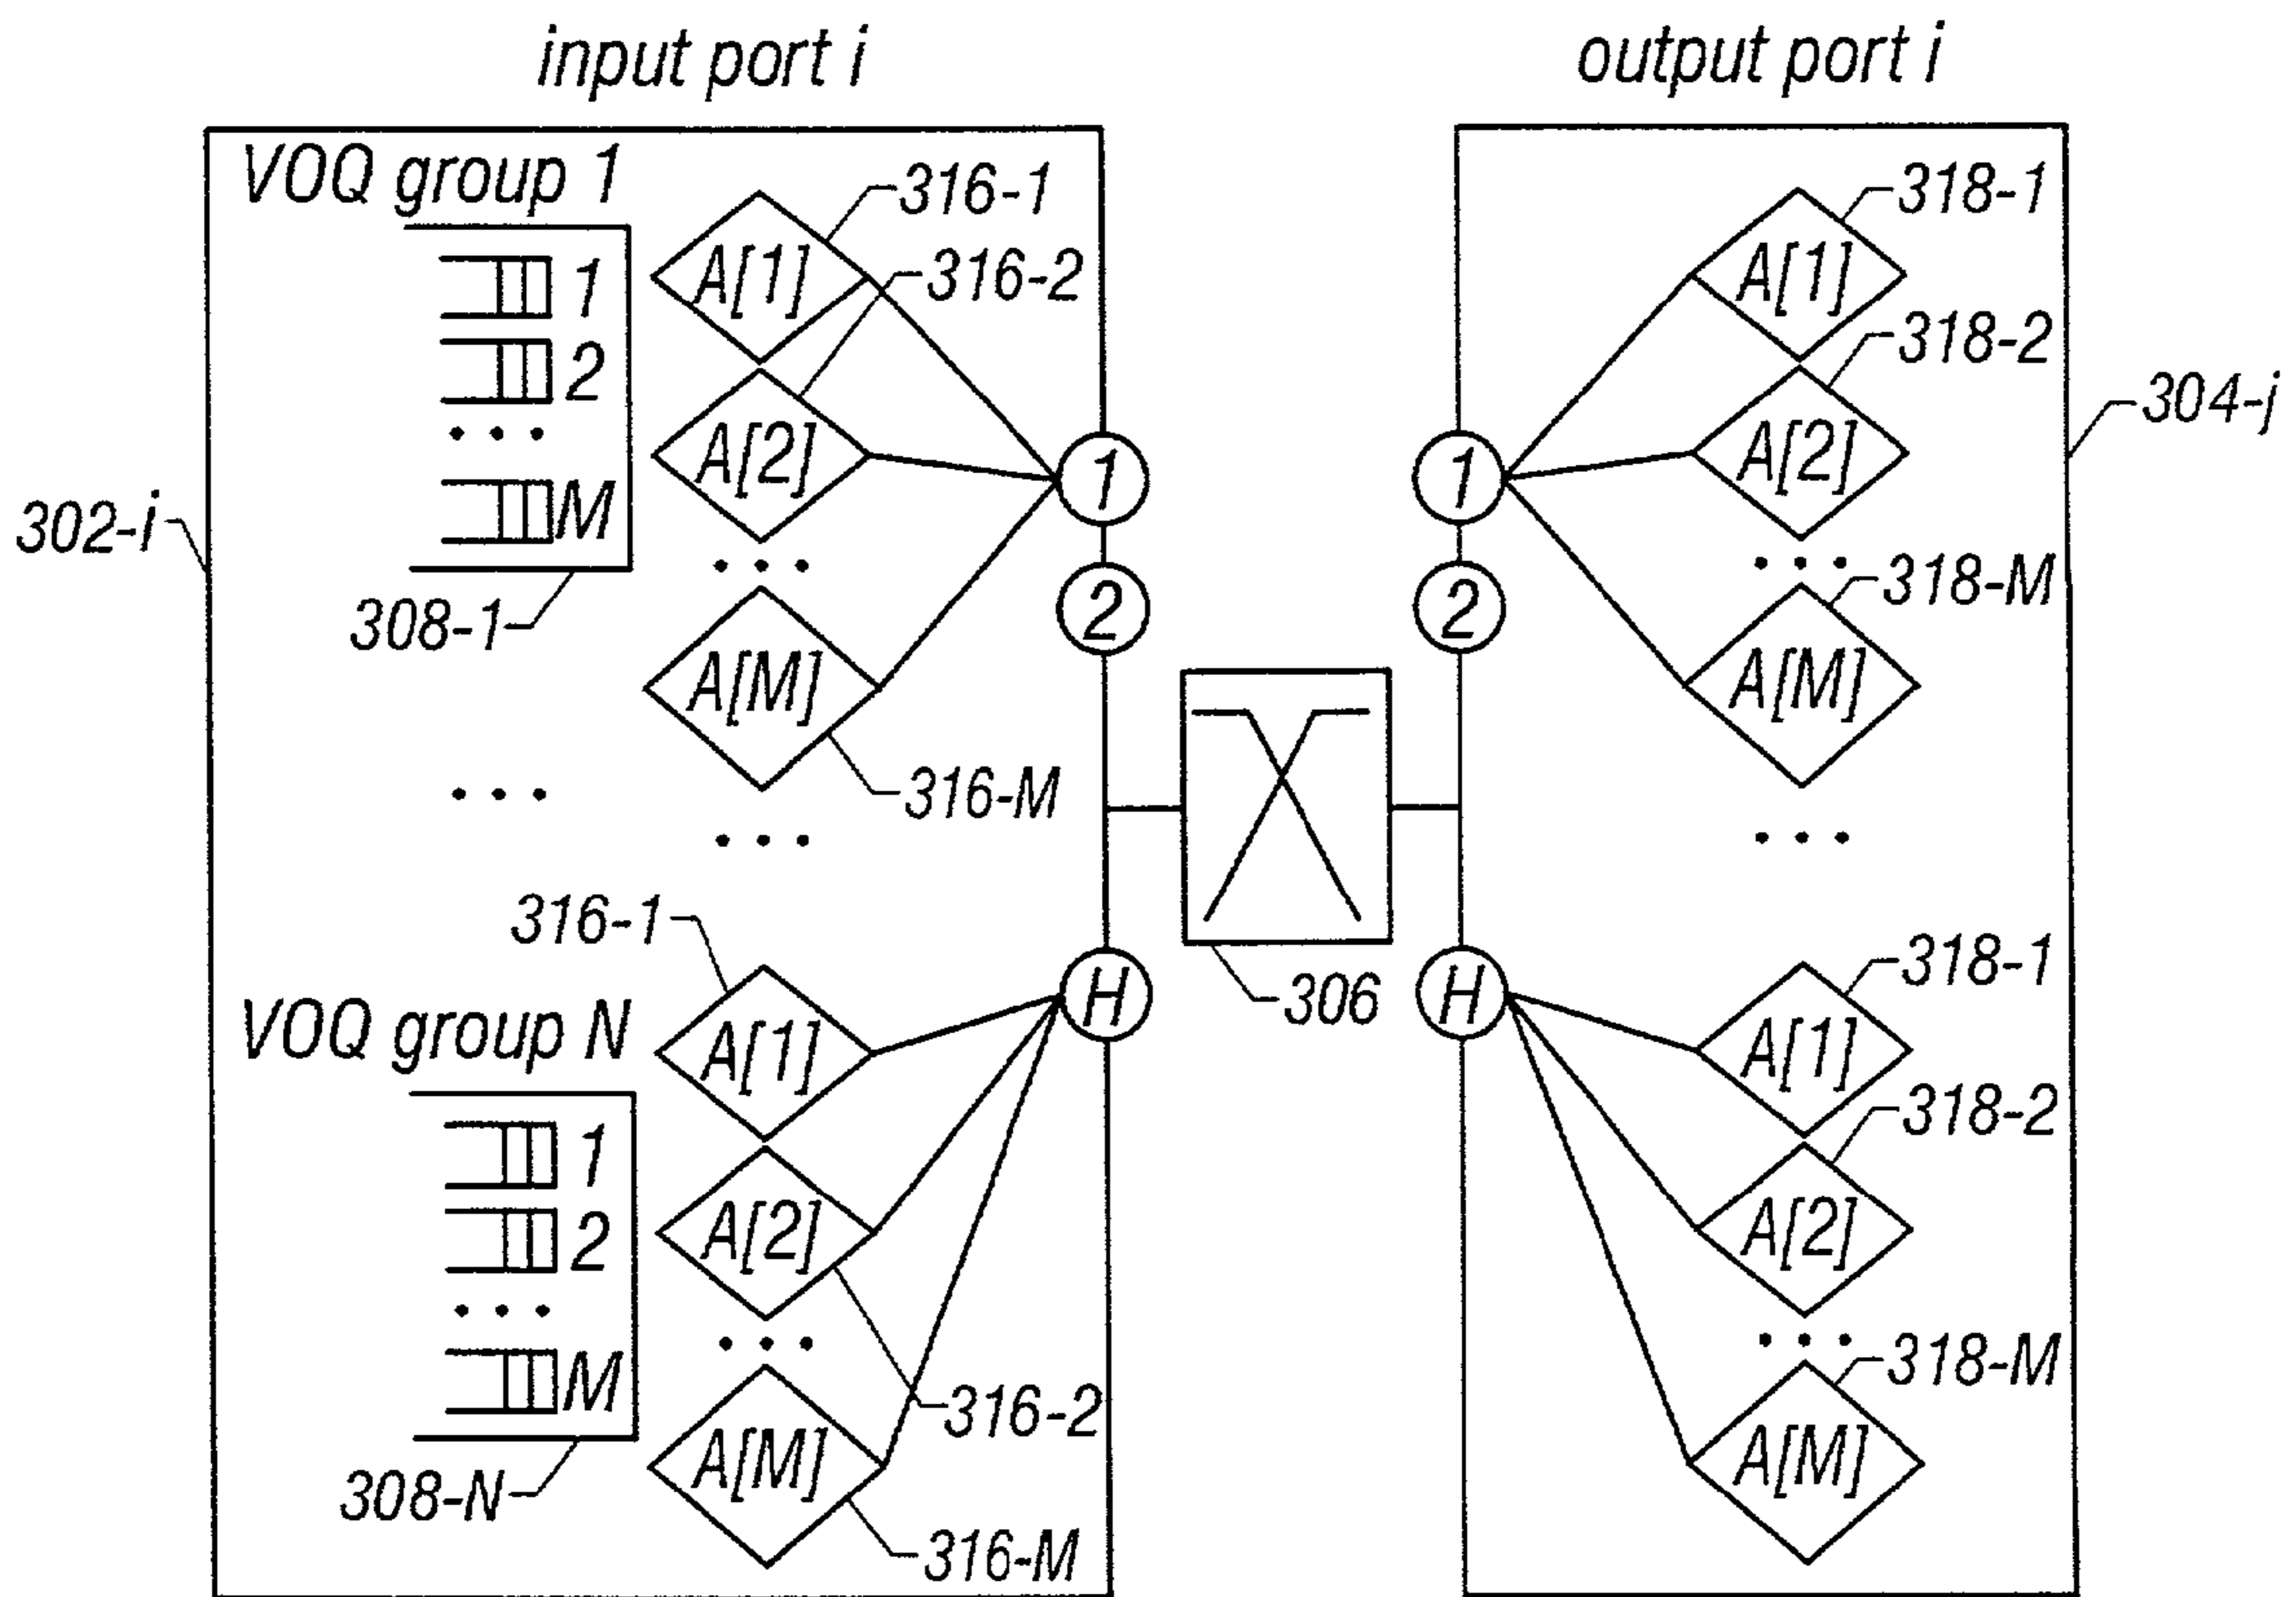 input port i
output port i
VOQ group 1
316-1
318-1
A[1]
A[1]
1
316-2
318-2
2
304-j
A[2]
A[2]
1
1
M
302-i
318-M
308-1
2
2
A[M]
A[M]
316-M
316-1
318-1
306
H
H
VOQ group N
A[1]
A[1]
318-2
1
2
A[2]
A[2]
318-M
M
316-2
A[M]
A[M]
308-N
316-M